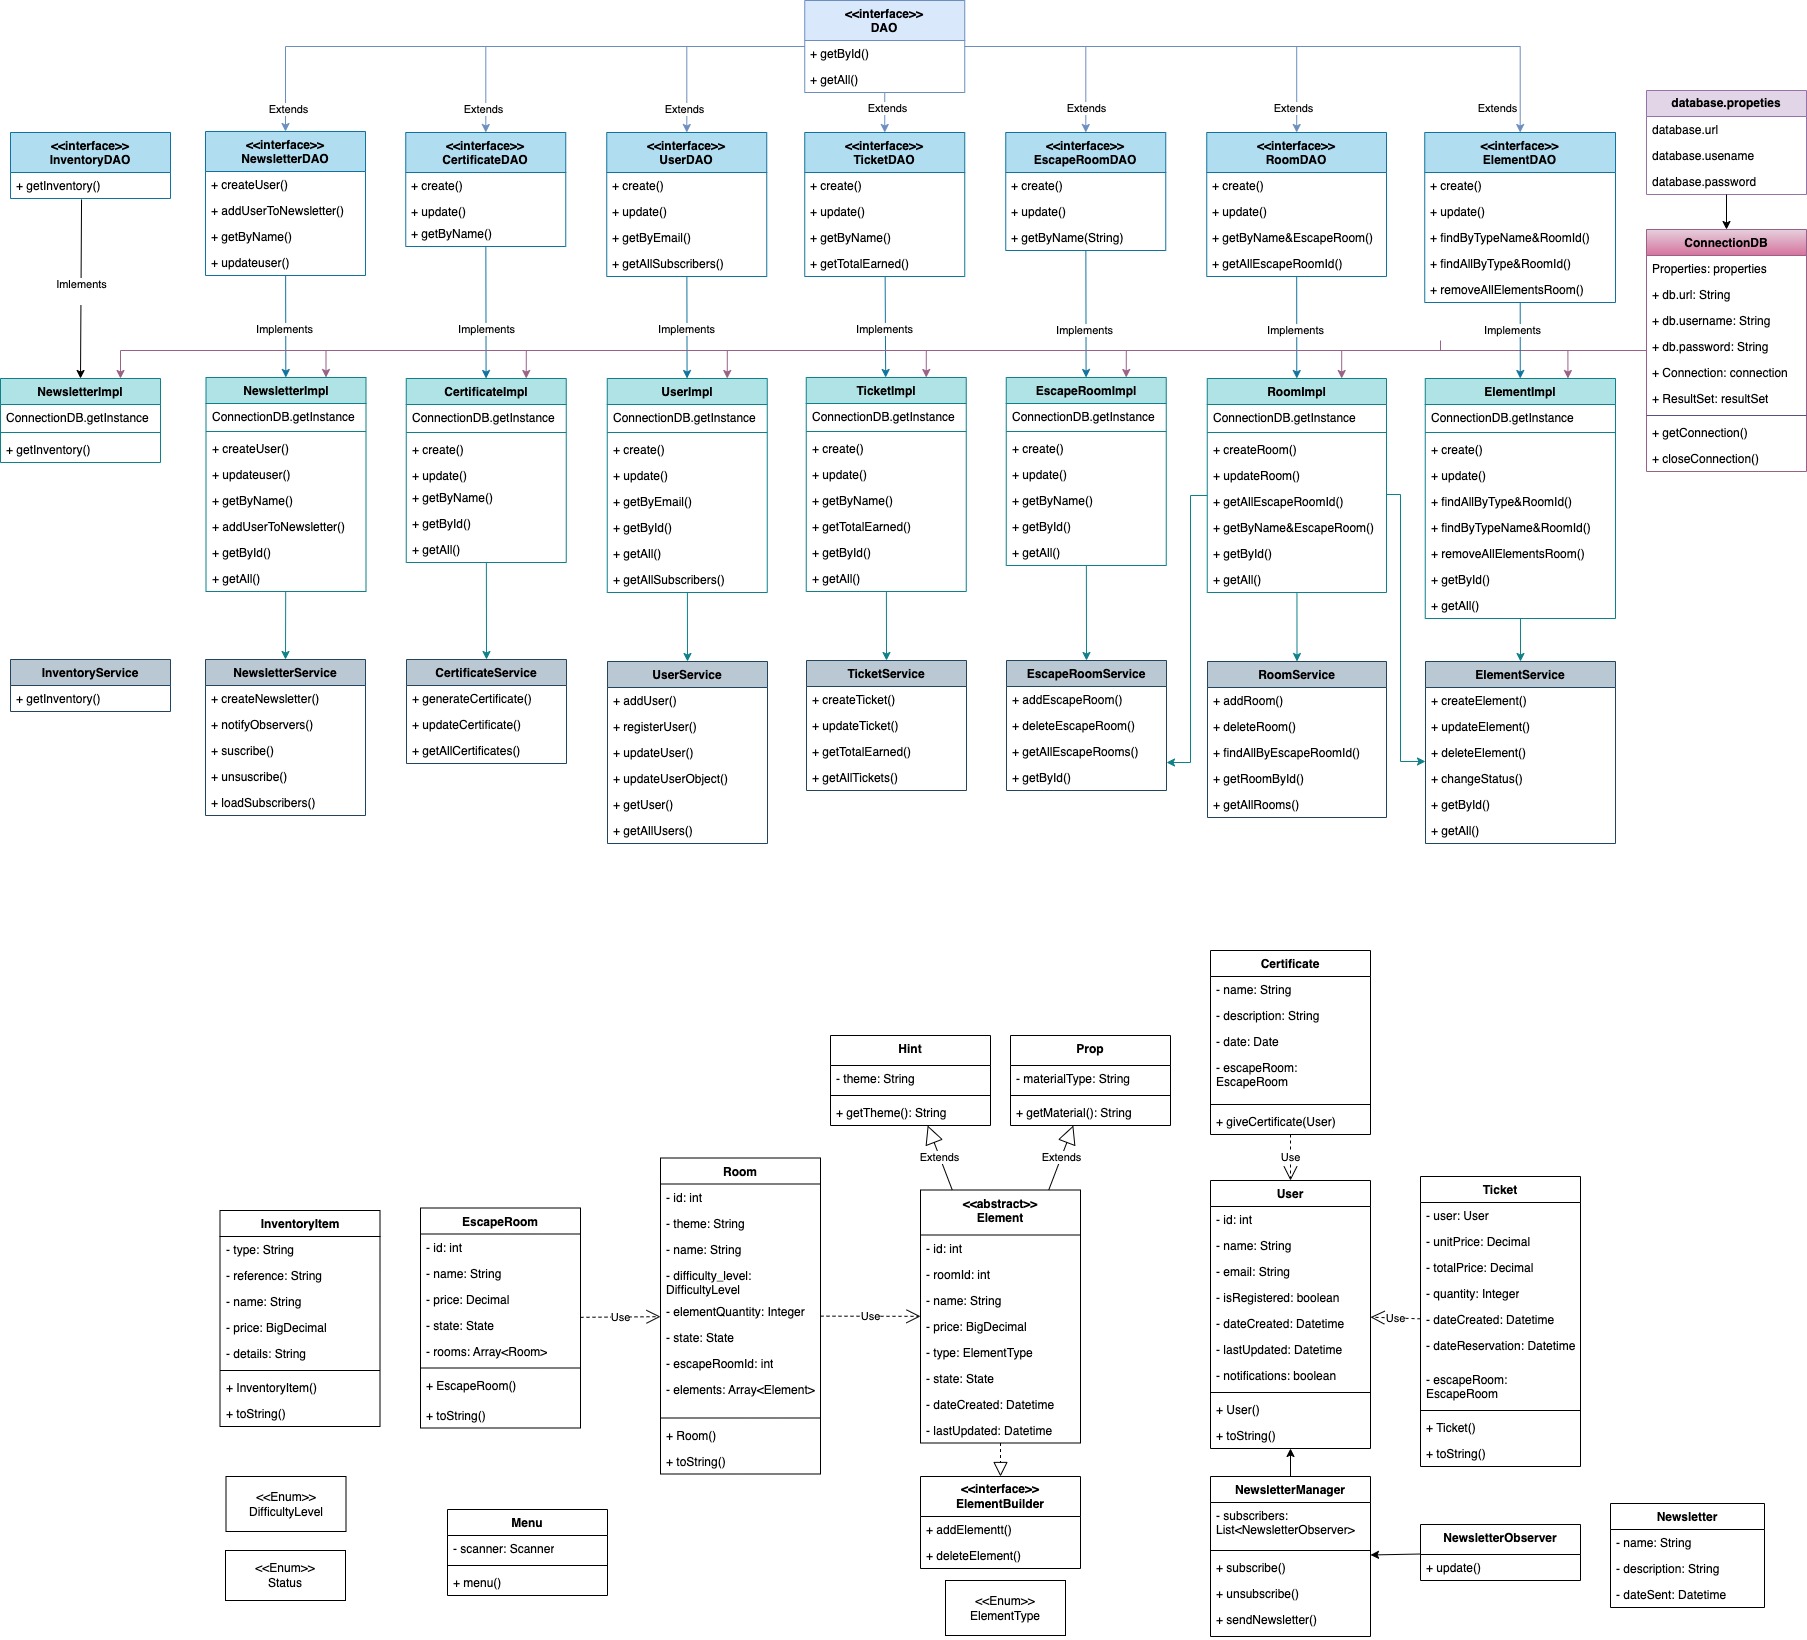 <<interface>>
DAO
+ getById()
+ getAll()
Extends
Extends
Extends
Extends
Extends
Extends
Extends
<<interface>>
InventoryDAO
+ getInventory()
<<interface>>
NewsletterDAO
+ createUser()
+ addUserToNewsletter()
+ getByName()
+ updateuser()
<<interface>>
CertificateDAO
+ create()
+ update()
+ getByName()
<<interface>>
UserDAO
+ create()
+ update()
+ getByEmail()
+ getAllSubscribers()
<<interface>>
TicketDAO
+ create()
+ update()
+ getByName()
+ getTotalEarned()
<<interface>>
EscapeRoomDAO
+ create()
+ update()
+ getByName(String)
<<interface>>
RoomDAO
+ create()
+ update()
+ getByName&EscapeRoom()
+ getAllEscapeRoomId()
<<interface>>
ElementDAO
+ create()
+ update()
+ findByTypeName&RoomId()
+ findAllByType&RoomId()
+ removeAllElementsRoom()
database.propeties
database.url
database.usename
database.password
ConnectionDB
Properties: properties
+ db.url: String
+ db.username: String
+ db.password: String
+ Connection: connection
+ ResultSet: resultSet
+ getConnection()
+ closeConnection()
Imlements
Implements
Implements
Implements
Implements
Implements
Implements
Implements
NewsletterImpl
ConnectionDB.getInstance
+ getInventory()
NewsletterImpl
ConnectionDB.getInstance
+ createUser()
+ updateuser()
+ getByName()
+ addUserToNewsletter()
+ getById()
+ getAll()
CertificateImpl
ConnectionDB.getInstance
+ create()
+ update()
+ getByName()
+ getById()
+ getAll()
UserImpl
ConnectionDB.getInstance
+ create()
+ update()
+ getByEmail()
+ getById()
+ getAll()
+ getAllSubscribers()
TicketImpl
ConnectionDB.getInstance
+ create()
+ update()
+ getByName()
+ getTotalEarned()
+ getById()
+ getAll()
EscapeRoomImpl
ConnectionDB.getInstance
+ create()
+ update()
+ getByName()
+ getById()
+ getAll()
RoomImpl
ConnectionDB.getInstance
+ createRoom()
+ updateRoom()
+ getAllEscapeRoomId()
+ getByName&EscapeRoom()
+ getById()
+ getAll()
ElementImpl
ConnectionDB.getInstance
+ create()
+ update()
+ findAllByType&RoomId()
+ findByTypeName&RoomId()
+ removeAllElementsRoom()
+ getById()
+ getAll()
InventoryService
+ getInventory()
NewsletterService
+ createNewsletter()
+ notifyObservers()
+ suscribe()
+ unsuscribe()
+ loadSubscribers()
CertificateService
+ generateCertificate()
+ updateCertificate()
+ getAllCertificates()
UserService
+ addUser()
+ registerUser()
+ updateUser()
+ updateUserObject()
+ getUser()
+ getAllUsers()
TicketService
+ createTicket()
+ updateTicket()
+ getTotalEarned()
+ getAllTickets()
EscapeRoomService
+ addEscapeRoom()
+ deleteEscapeRoom()
+ getAllEscapeRooms()
+ getById()
RoomService
+ addRoom()
+ deleteRoom()
+ findAllByEscapeRoomId()
+ getRoomById()
+ getAllRooms()
ElementService
+ createElement()
+ updateElement()
+ deleteElement()
+ changeStatus()
+ getById()
+ getAll()
Certificate
- name: String
- description: String
- date: Date
- escapeRoom:
EscapeRoom
+ giveCertificate(User)
Use
Hint
- theme: String
+ getTheme(): String
Prop
- materialType: String
+ getMaterial(): String
Extends
Extends
InventoryItem
- type: String
- reference: String
- name: String
- price: BigDecimal
- details: String
+ InventoryItem()
+ toString()
EscapeRoom
- id: int
- name: String
- price: Decimal
- state: State
- rooms: Array<Room>
+ EscapeRoom()
+ toString()
Use
Room
- id: int
- theme: String
- name: String
- difficulty_level:
DifficultyLevel
- elementQuantity: Integer
- state: State
- escapeRoomId: int
- elements: Array<Element>
+ Room()
+ toString()
Use
<<abstract>>
Element
- id: int
- roomId: int
- name: String
- price: BigDecimal
- type: ElementType
- state: State
- dateCreated: Datetime
- lastUpdated: Datetime
User
- id: int
- name: String
- email: String
- isRegistered: boolean
- dateCreated: Datetime
- lastUpdated: Datetime
- notifications: boolean
+ User()
+ toString()
Use
Ticket
- user: User
- unitPrice: Decimal
- totalPrice: Decimal
- quantity: Integer
- dateCreated: Datetime
- dateReservation: Datetime
- escapeRoom:
EscapeRoom
+ Ticket()
+ toString()
<<Enum>>
DifficultyLevel
<<Enum>>
Status
Menu
- scanner: Scanner
+ menu()
<<interface>>
ElementBuilder
+ addElementt()
+ deleteElement()
<<Enum>>
ElementType
NewsletterManager
- subscribers:
List<NewsletterObserver>
+ subscribe()
+ unsubscribe()
+ sendNewsletter()
NewsletterObserver
+ update()
Newsletter
- name: String
- description: String
- dateSent: Datetime